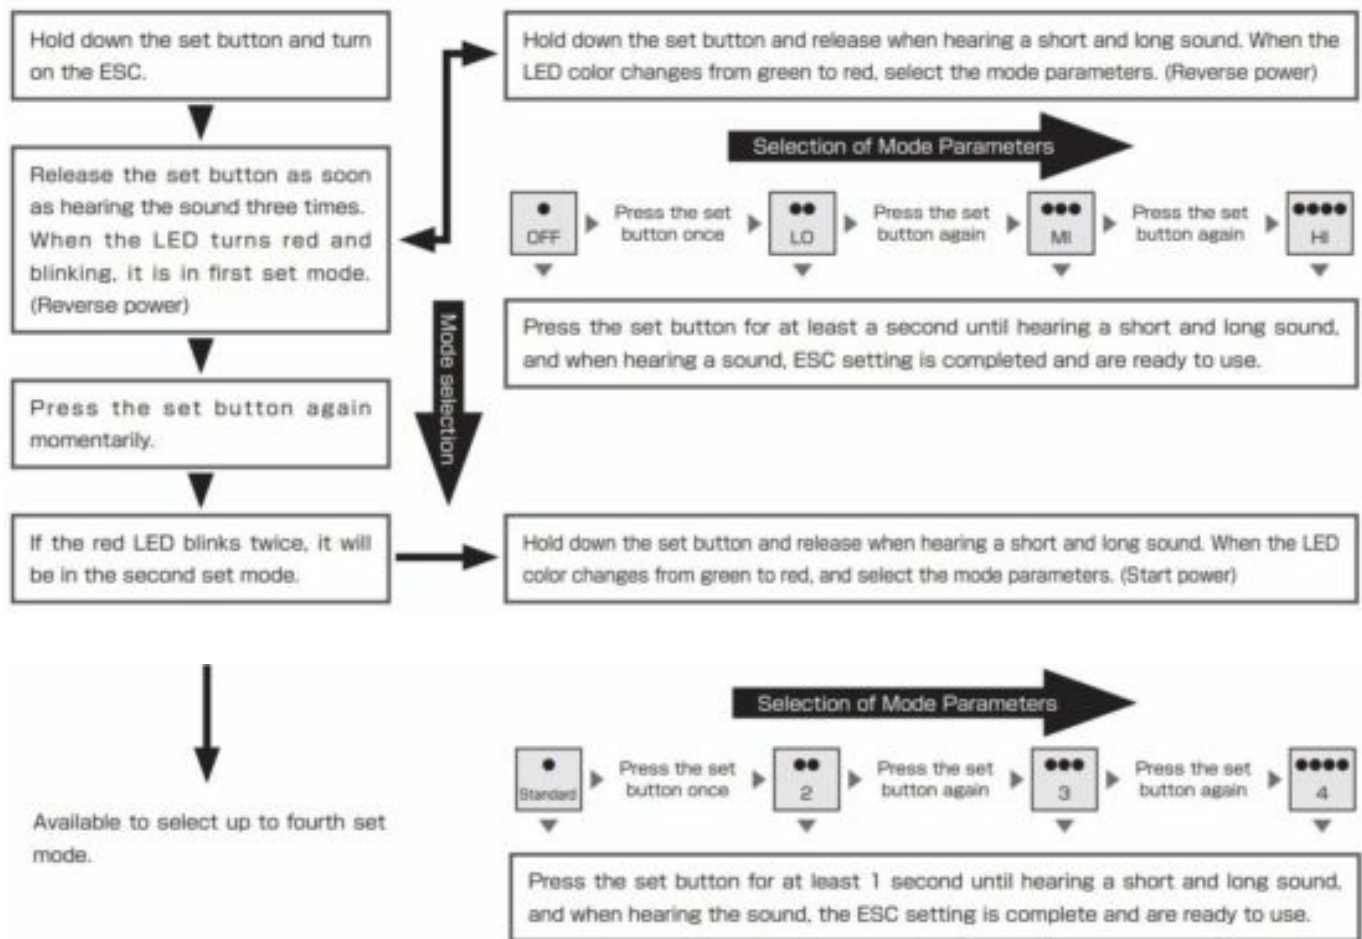 Hold down the set button and turn
on the ESC.
Hold down the set button and release when hearing a short and long sound. When the
LED color changes from green to red, select the mode parameters. (Reverse power)
Release the set button as soon
as hearing the sound three times.
When the LED turns red and
blinking, it is in first set mode.
(Reverse power)
Selection of Mode Parameters
OFF
Press the set
button once
LO
Press the set
button again
MI
Press the set
button again
HI
Press the set button for at least a second until hearing a short and long sound,
and when hearing a sound, ESC setting is completed and are ready to use.
Mode selection
Press the set button again
momentarily.
If the red LED blinks twice, it will
be in the second set mode.
Hold down the set button and release when hearing a short and long sound. When the LED
color changes from green to red, and select the mode parameters. (Start power)
Available to select up to fourth set
mode.
Selection of Mode Parameters
Standard
Press the set
button once
2
Press the set
button again
3
Press the set
button again
4
Press the set button for at least 1 second until hearing a short and long sound,
and when hearing the sound, the ESC setting is complete and are ready to use.